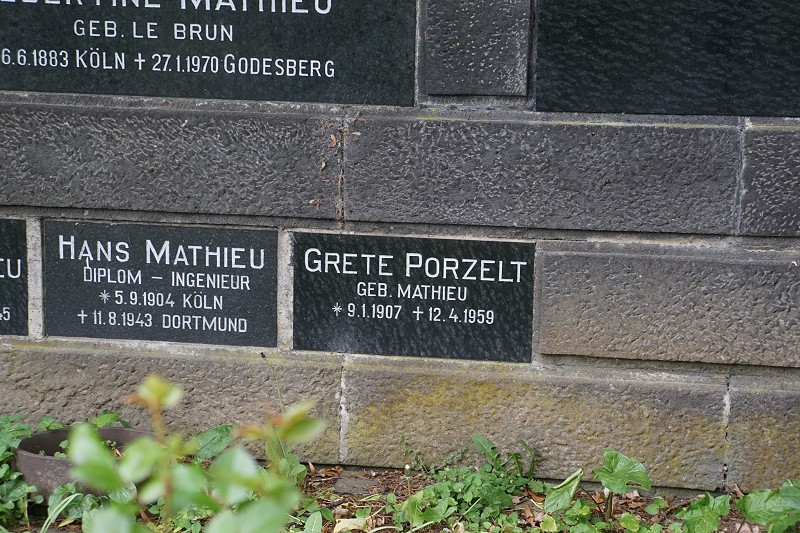 MATHIEU
GEB. LE BRUN
6.6.1883 KÖLN ✝ 27.1.1970 GODESBERG
HANS MATHIEU
DIPLOM – INGENIEUR
* 5.9.1904 KÖLN
✝ 11.8.1943 DORTMUND
GRETE PORZELT
GEB. MATHIEU
* 9.1.1907 ✝ 12.4.1959